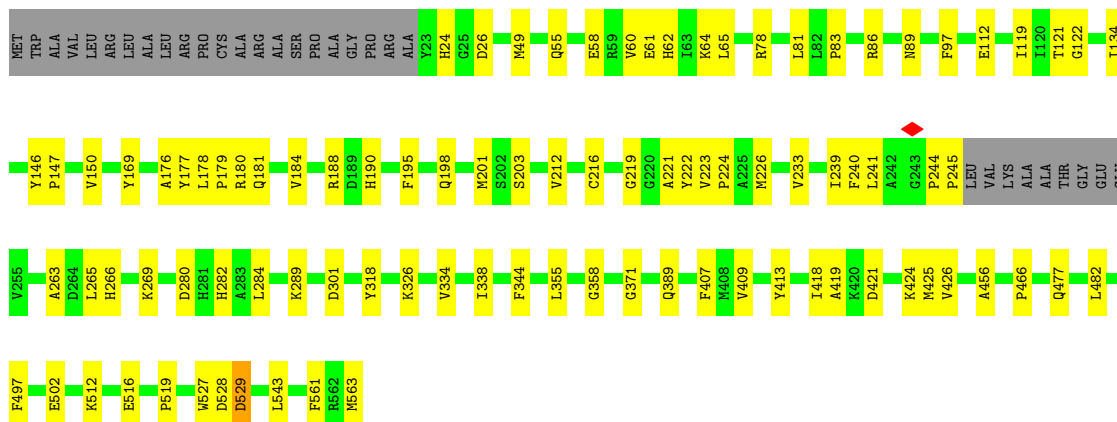 MET TRP ALA VAL LEU ARG LEU ALA LEU ARG PRO CYS ALA ARG ALA SER PRO ALA GLY PRO ARG ALA Y23 H24 G25 D26 M49 Q55 E58 R59 V60 E61 H62 I63 K64 L65 R78 L81 L82 P83 R86 N89 F97 E112 I119 I120 T121 G122 I134
Y146 P147 V150 Y169 A176 Y177 L178 P179 R180 Q181 V184 R188 D189 H190 F195 Q198 M201 S202 S203 V212 C216 G219 G220 A221 Y222 V223 P224 A225 M226 V233 I239 F240 L241 A242 G243 P244 P245 LEU VAL LYS ALA ALA THR GLY GLU
V255 A263 D264 L265 H266 K269 D280 H281 H282 A283 L284 K289 D301 Y318 K326 V334 I338 F344 L355 G358 G371 Q389 F407 M408 V409 Y413 I418 A419 K420 D421 K424 M425 V426 A456 P466 Q477 L482
F497 E502 K512 E516 P519 W527 D528 D529 L543 F561 R562 M563